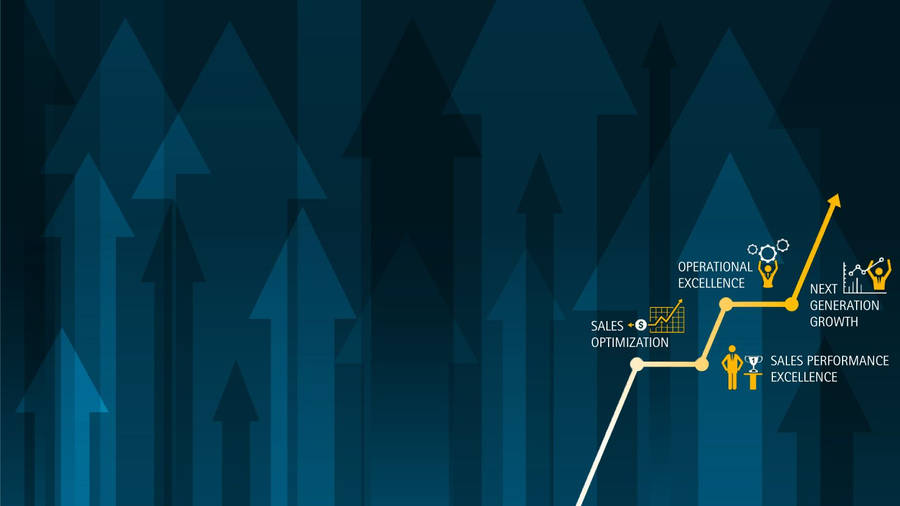 OPERATIONAL
EXCELLENCE
NEXT
GENERATION
GROWTH
SALES
$
OPTIMIZATION
SALES PERFORMANCE
EXCELLENCE